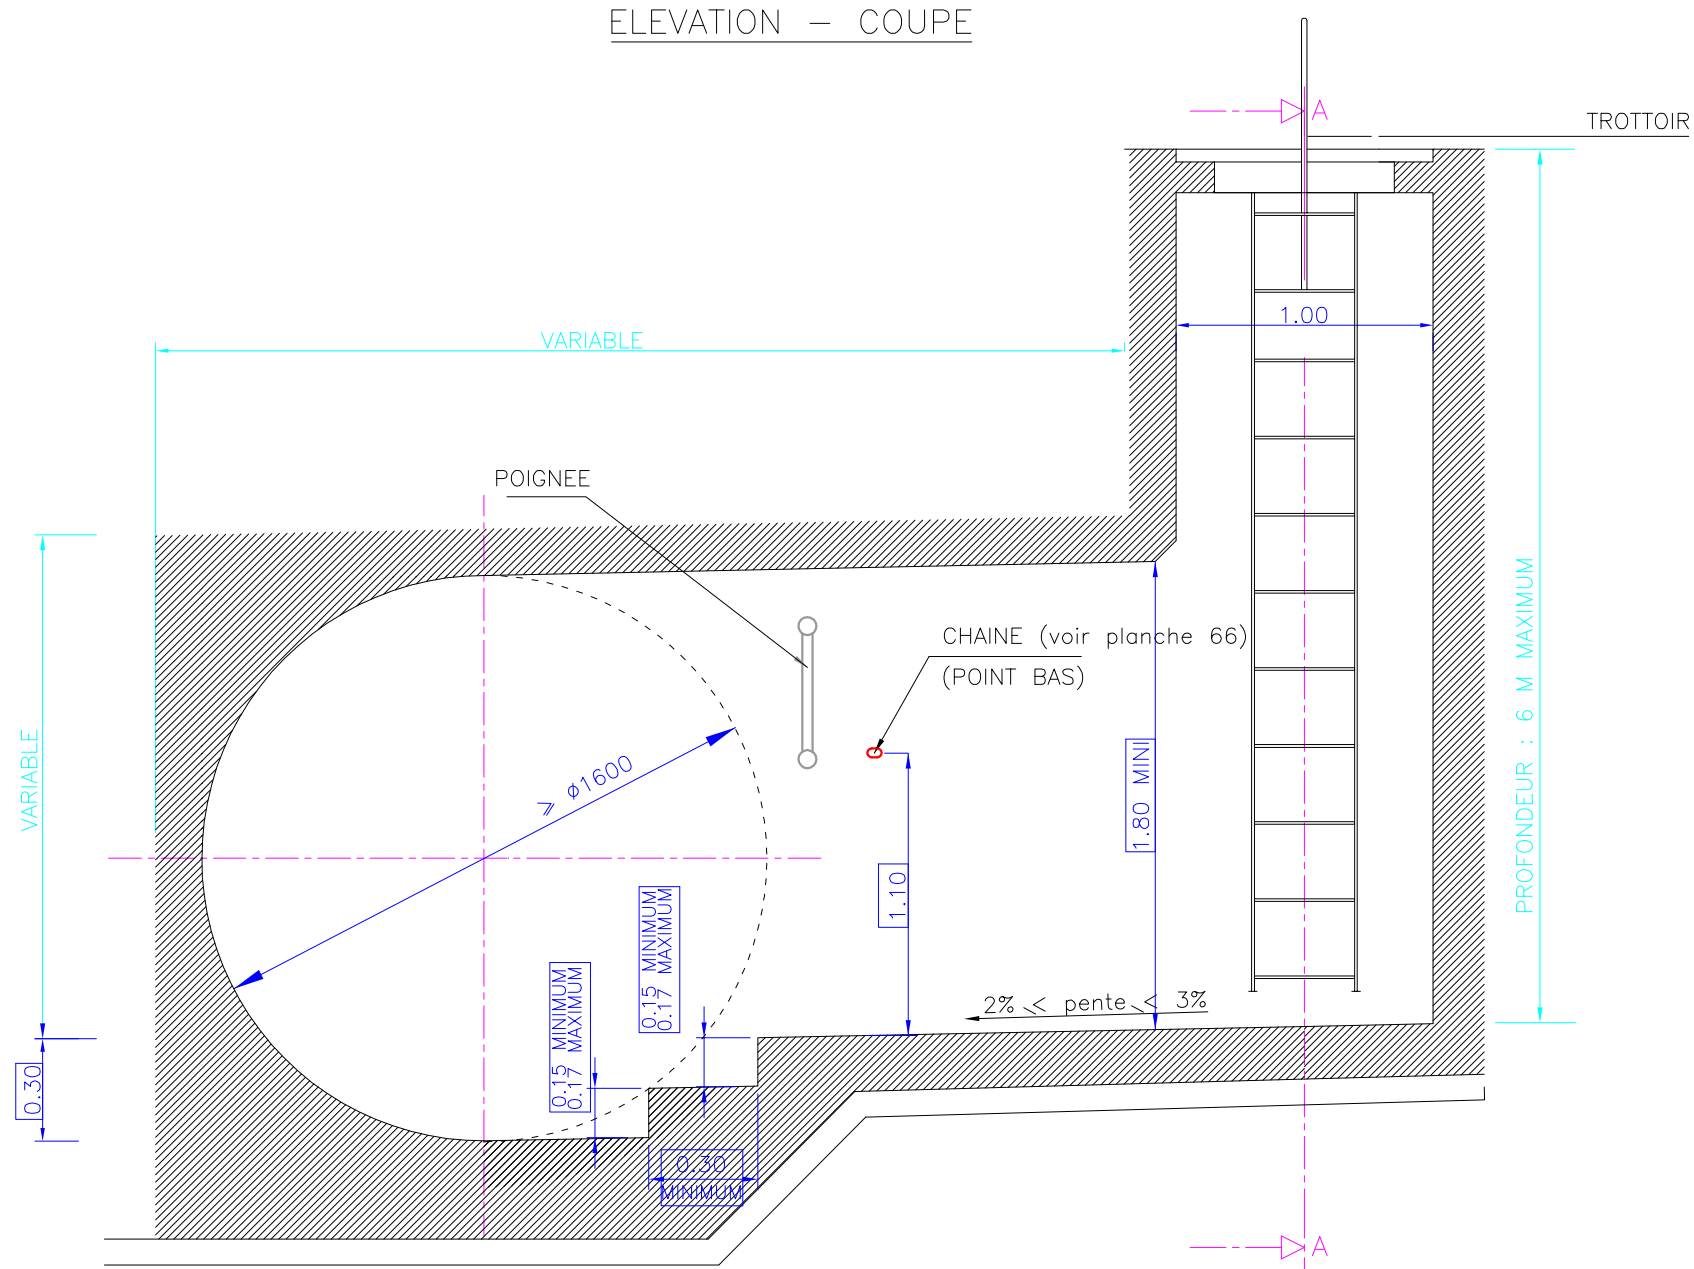 ELEVATION - COUPE
A
TROTTOIR
1.00
VARIABLE
POIGNEE
CHAINE (voir planche 66)
(POINT BAS)
PROFONDEUR : 6 M MAXIMUM
VARIABLE
⩾ ø1600
1.80 MINI
1.10
0.15 MINIMUM
0.17 MAXIMUM
0.15 MINIMUM
0.17 MAXIMUM
2% << pente << 3%
0.30
0.30
MINIMUM
A